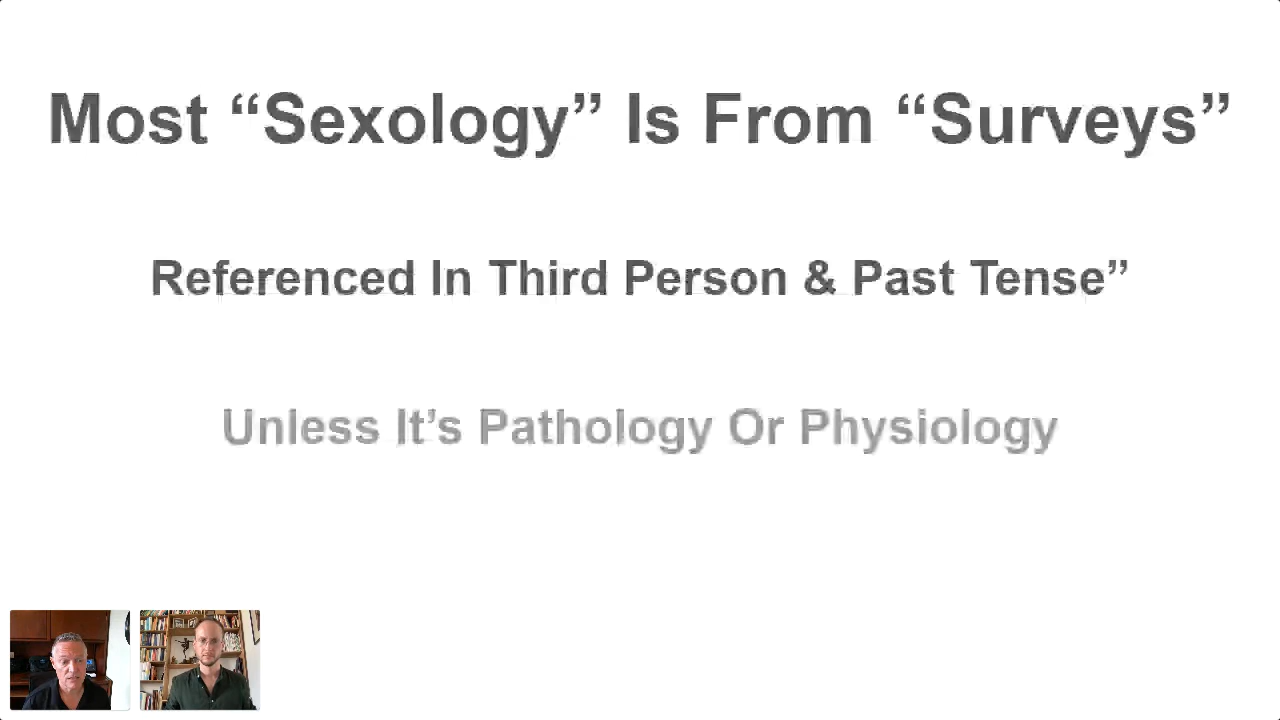 Most “Sexology” Is From “Surveys”
Referenced In Third Person & Past Tense”
Unless It’s Pathology Or Physiology